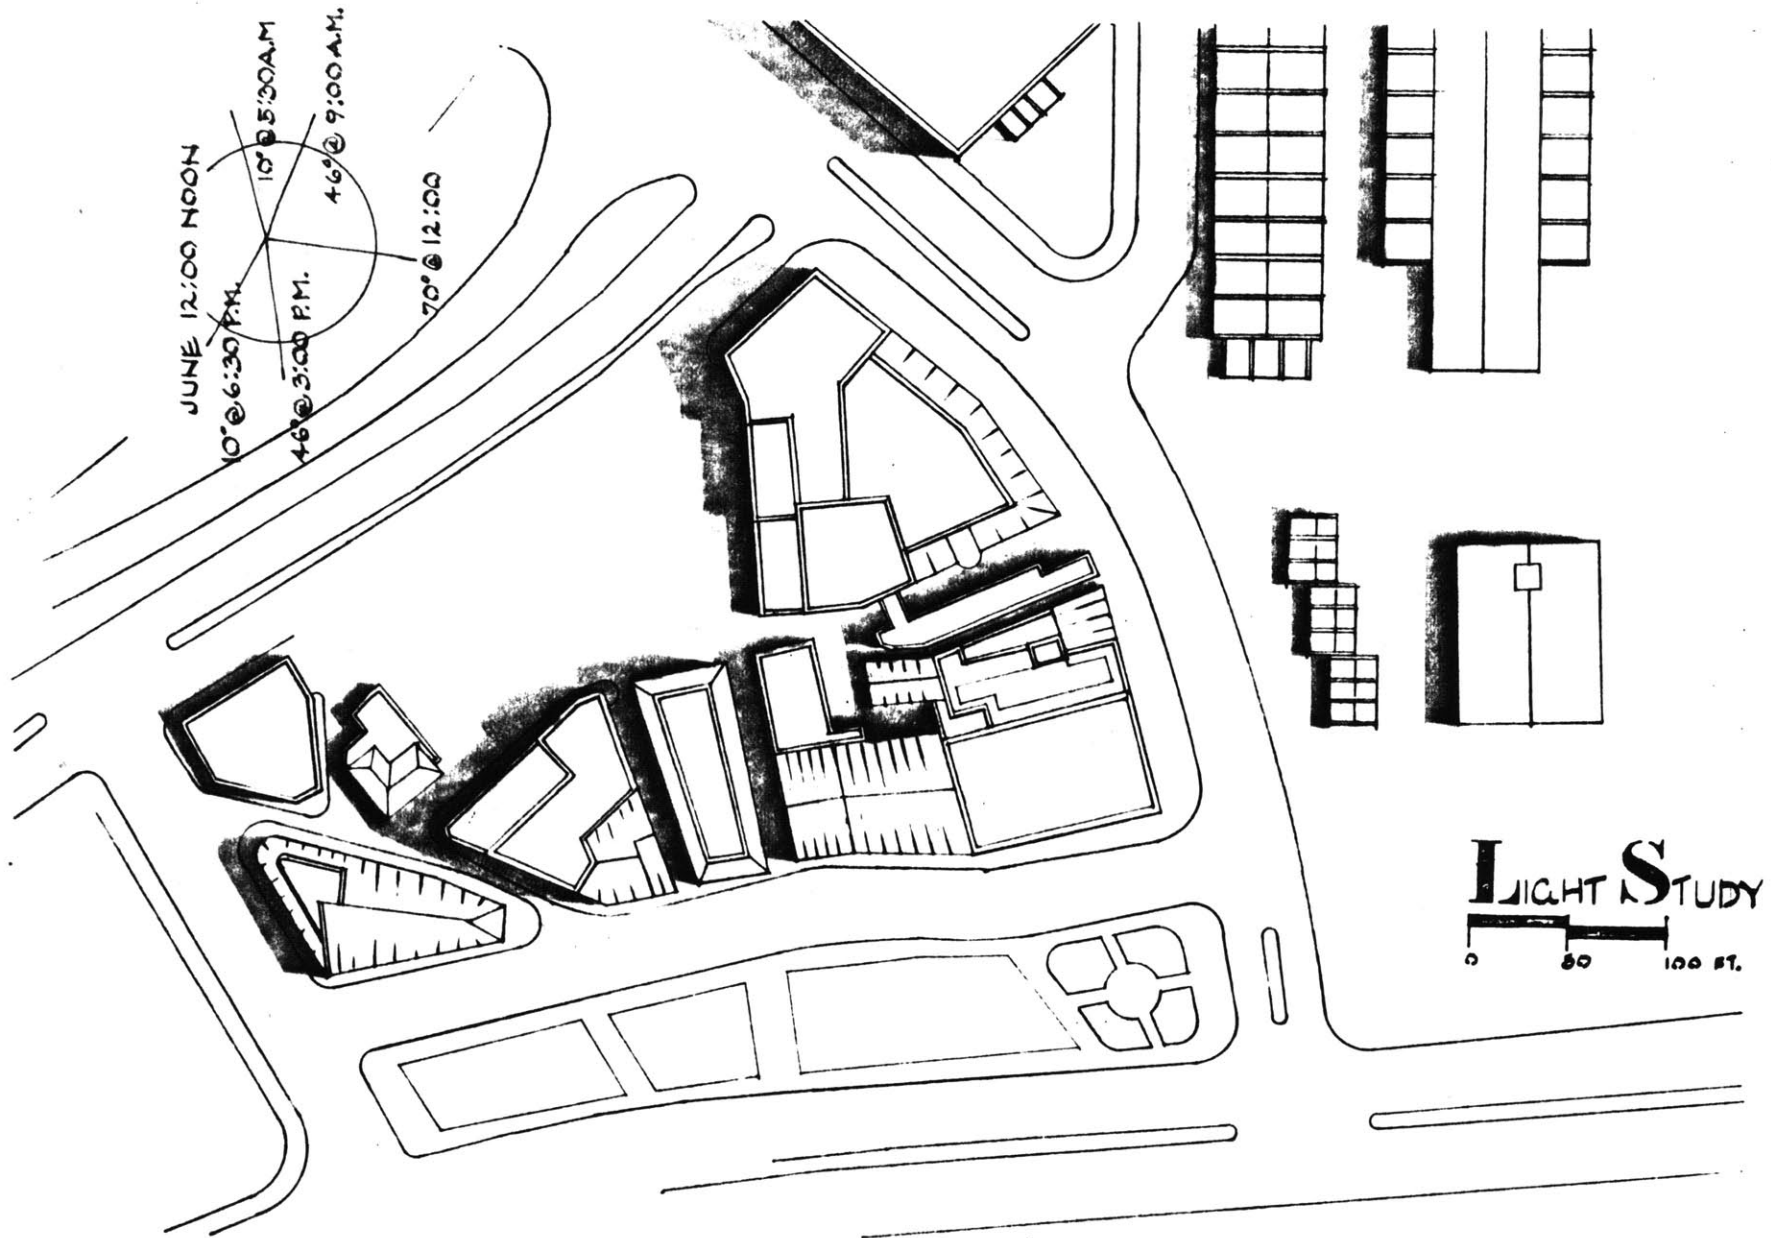 JUNE 12:00 NOON
10° @ 5:30 A.M
46° @ 9:00 A.M.
70° @ 12:00
46° @ 3:00 P.M.
10° @ 6:30 P.M.
LIGHT STUDY
0 50 100 FT.